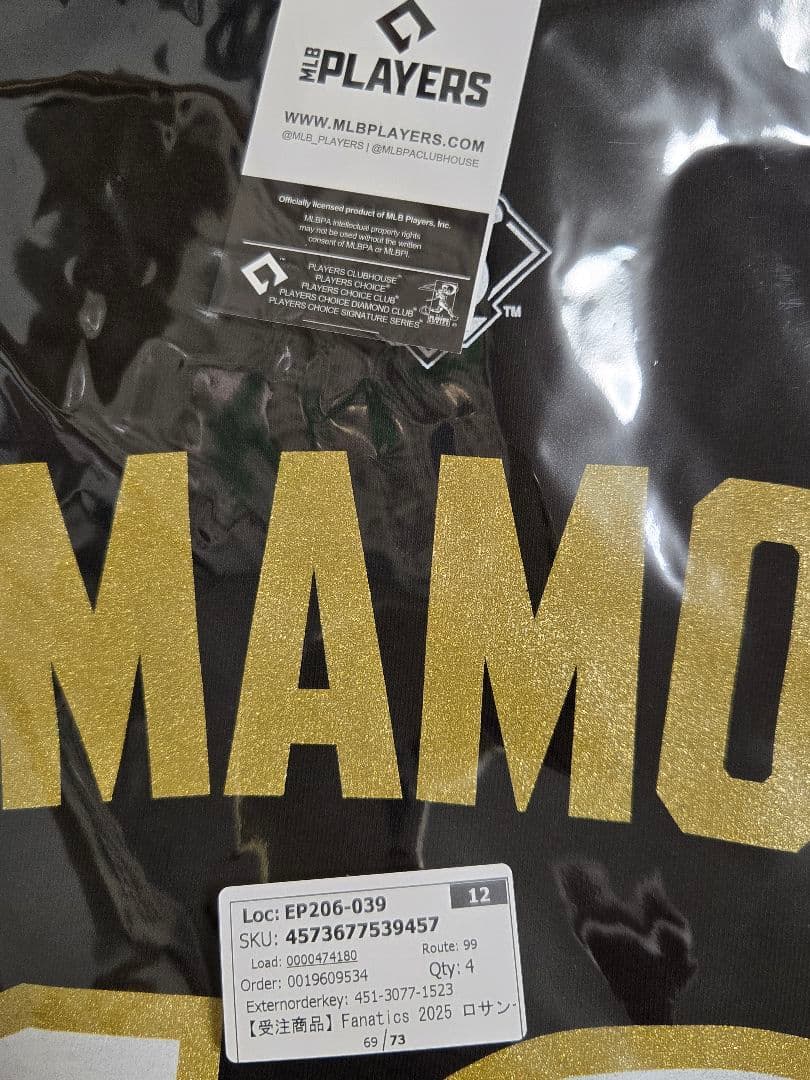 MLB PLAYERS
WWW.MLBPLAYERS.COM
@MLB_PLAYERS | @MLBPACLUBHOUSE
Officially licensed product of MLB Players, Inc.
MLBPA intellectual property rights
may not be used without the written
consent of MLBPA or MLBPI.
PLAYERS CLUBHOUSE™
PLAYERS CHOICE®
PLAYERS CHOICE CLUB®
PLAYERS CHOICE DIAMOND CLUB®
PLAYERS CHOICE SIGNATURE SERIES™
TM
MAMO
12
Loc: EP206-039
SKU: 4573677539457
Load: 0000474180
Route: 99
Order: 0019609534
Qty: 4
Externorderkey: 451-3077-1523
【受注商品】Fanatics 2025 ロサン
69/73